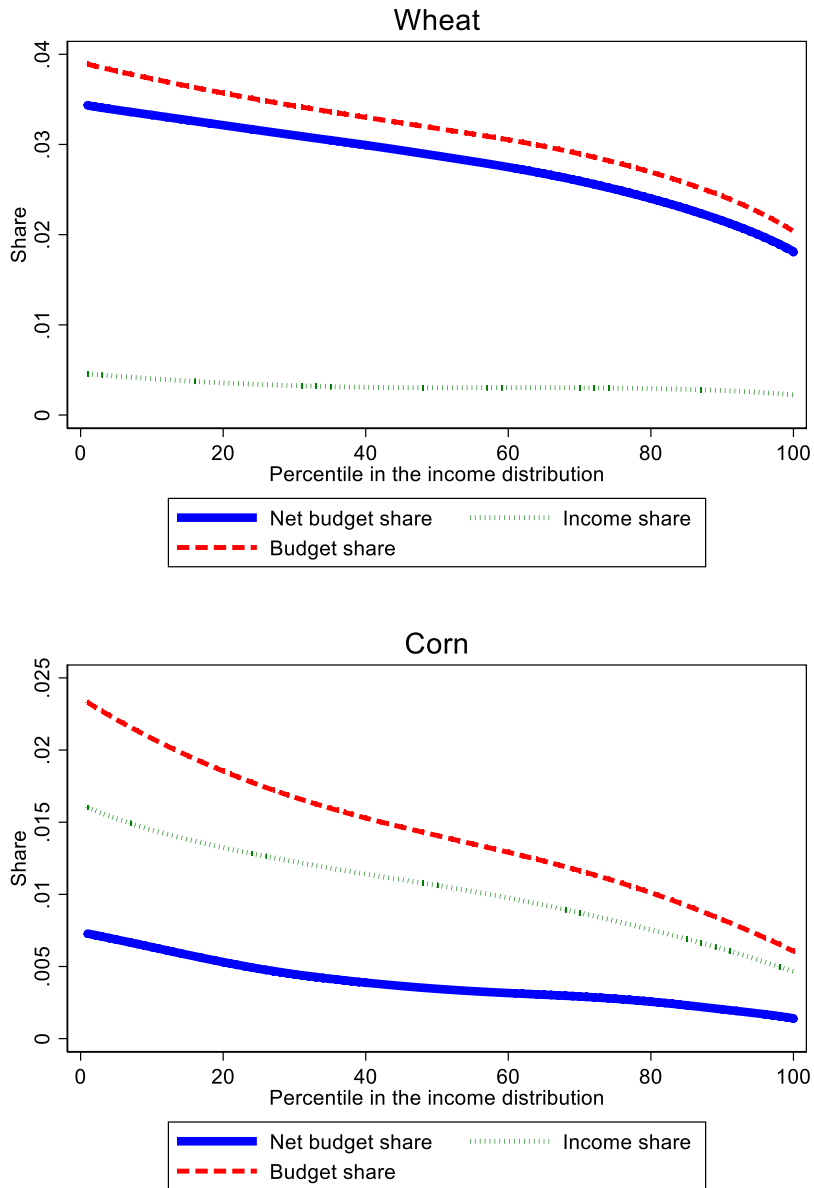 Wheat
Share
.04
.03
.02
.01
0
0 20 40 60 80 100
Percentile in the income distribution
Net budget share Income share
Budget share
Corn
Share
.025
.02
.015
.01
.005
0
0 20 40 60 80 100
Percentile in the income distribution
Net budget share Income share
Budget share